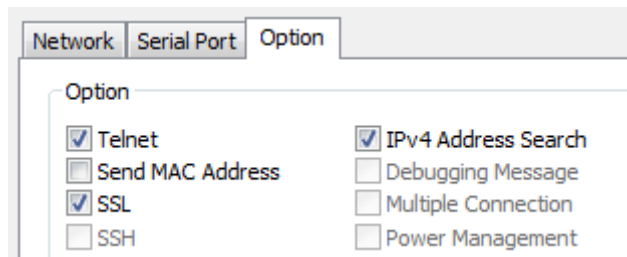 Network Serial Port Option
Option
Telnet
IPv4 Address Search
Send MAC Address
Debugging Message
SSL
Multiple Connection
SSH
Power Management